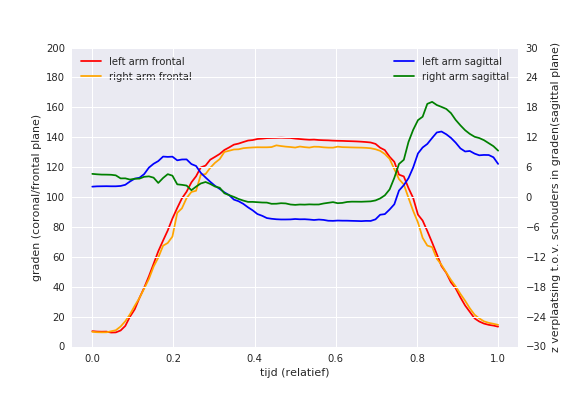 left arm frontal
right arm frontal
left arm sagittal
right arm sagittal
graden (coronal/frontal plane)
200
180
160
140
120
100
80
60
40
20
0
30
24
18
12
6
0
−6
−12
−18
−24
−30
z verplaatsing t.o.v. schouders in graden(sagittal plane)
0.0 0.2 0.4 0.6 0.8 1.0
tijd (relatief)